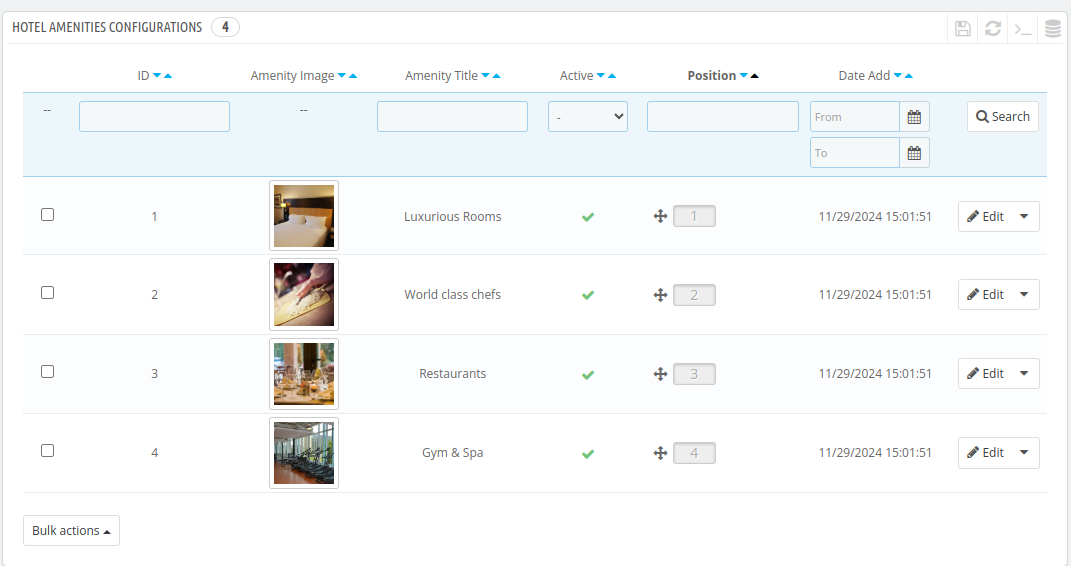 HOTEL AMENITIES CONFIGURATIONS 4
ID Amenity Image Amenity Title Active Position Date Add
-- -- - From Search
To
1 Luxurious Rooms 1 11/29/2024 15:01:51 Edit
2 World class chefs 2 11/29/2024 15:01:51 Edit
3 Restaurants 3 11/29/2024 15:01:51 Edit
4 Gym & Spa 4 11/29/2024 15:01:51 Edit
Bulk actions